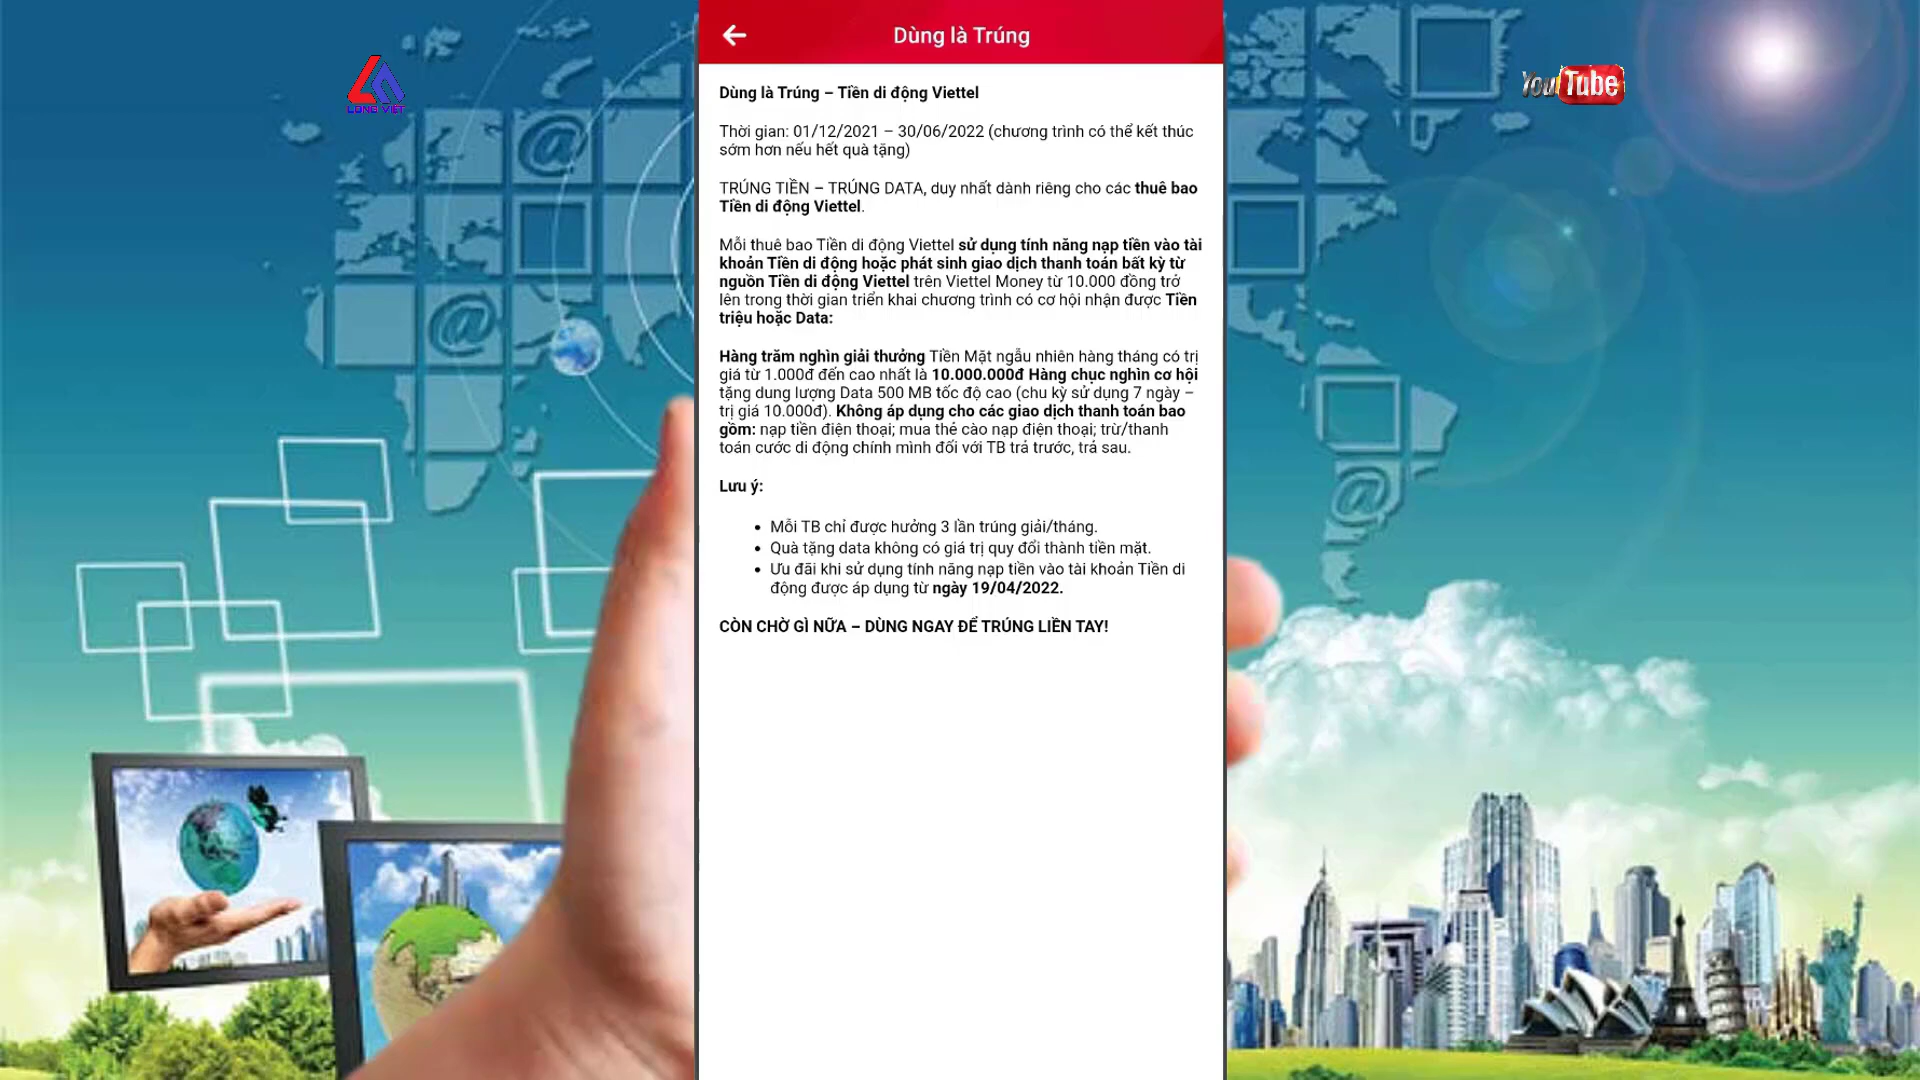 Dùng là Trúng
LONG VIET
YouTube
Dùng là Trúng – Tiền di động Viettel
Thời gian: 01/12/2021 – 30/06/2022 (chương trình có thể kết thúc
sớm hơn nếu hết quà tặng)
TRÚNG TIỀN – TRÚNG DATA, duy nhất dành riêng cho các thuê bao
Tiền di động Viettel.
Mỗi thuê bao Tiền di động Viettel sử dụng tính năng nạp tiền vào tài
khoản Tiền di động hoặc phát sinh giao dịch thanh toán bất kỳ từ
nguồn Tiền di động Viettel trên Viettel Money từ 10.000 đồng trở
lên trong thời gian triển khai chương trình có cơ hội nhận được Tiền
triệu hoặc Data:
Hàng trăm nghìn giải thưởng Tiền Mặt ngẫu nhiên hàng tháng có trị
giá từ 1.000đ đến cao nhất là 10.000.000đ Hàng chục nghìn cơ hội
tặng dung lượng Data 500 MB tốc độ cao (chu kỳ sử dụng 7 ngày –
trị giá 10.000đ). Không áp dụng cho các giao dịch thanh toán bao
gồm: nạp tiền điện thoại; mua thẻ cào nạp điện thoại; trừ/thanh
toán cước di động chính mình đối với TB trả trước, trả sau.
Lưu ý:
• Mỗi TB chỉ được hưởng 3 lần trúng giải/tháng.
• Quà tặng data không có giá trị quy đổi thành tiền mặt.
• Ưu đãi khi sử dụng tính năng nạp tiền vào tài khoản Tiền di
động được áp dụng từ ngày 19/04/2022.
CÒN CHỜ GÌ NỮA – DÙNG NGAY ĐỂ TRÚNG LIỀN TAY!